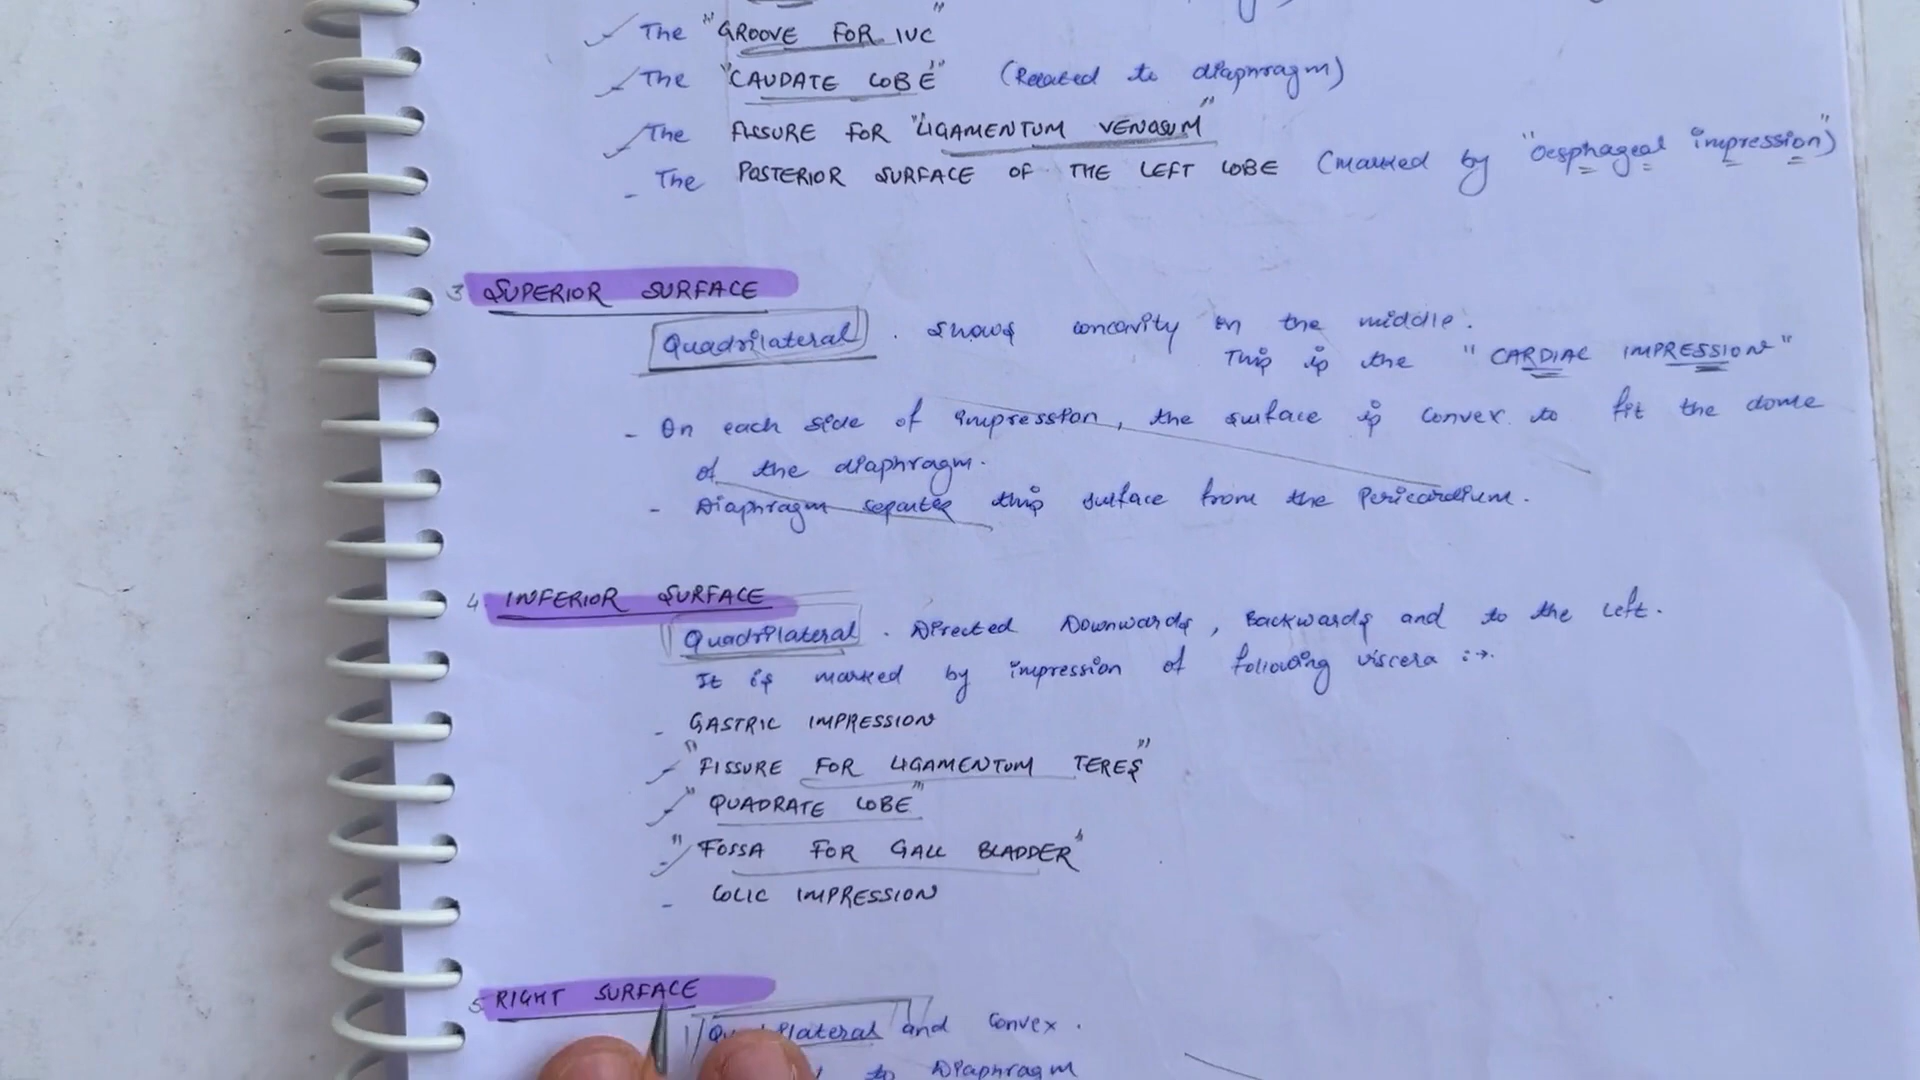 The "GROOVE FOR IVC"
The "CAUDATE LOBE" (Related to diaphragm)
The FISSURE FOR "LIGAMENTUM VENOSUM"
- The POSTERIOR SURFACE OF THE LEFT LOBE (marked by "Oesphageal impression")
3 SUPERIOR SURFACE
Quadrilateral. Shows concavity in the middle.
This is the "CARDIAC IMPRESSION"
- On each side of impression, the surface is convex to fit the dome
of the diaphragm.
- Diaphragm separtes this surface from the Pericardium.
4. INFERIOR SURFACE
Quadrilateral. Directed Downwards, Backwards and to the left.
It is marked by impression of following viscera :→.
- GASTRIC IMPRESSION
- "FISSURE FOR LIGAMENTUM TERES"
- "QUADRATE LOBE"
- "FOSSA FOR GALL BLADDER"
- COLIC IMPRESSION
5. RIGHT SURFACE
and Convex.
to Diaphragm